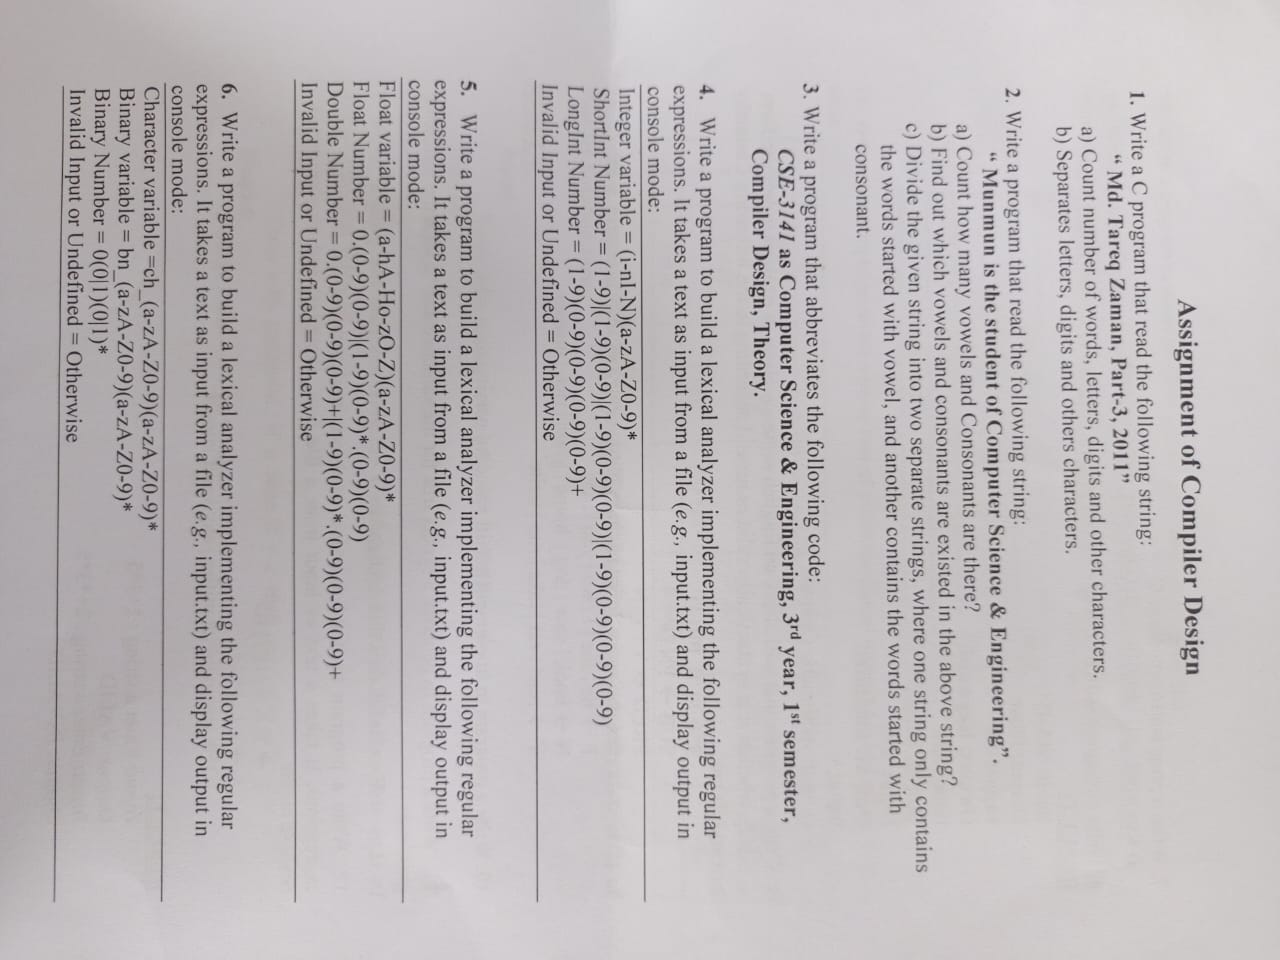 Assignment of Compiler Design
1. Write a C program that read the following string:
“ Md. Tareq Zaman, Part-3, 2011”
a) Count number of words, letters, digits and other characters.
b) Separates letters, digits and others characters.
2. Write a program that read the following string:
“ Munmun is the student of Computer Science & Engineering”.
a) Count how many vowels and Consonants are there?
b) Find out which vowels and consonants are existed in the above string?
c) Divide the given string into two separate strings, where one string only contains
the words started with vowel, and another contains the words started with
consonant.
3. Write a program that abbreviates the following code:
CSE-3141 as Computer Science & Engineering, 3rd year, 1st semester,
Compiler Design, Theory.
4. Write a program to build a lexical analyzer implementing the following regular
expressions. It takes a text as input from a file (e.g., input.txt) and display output in
console mode:
Integer variable = (i-nI-N)(a-zA-Z0-9)*
ShortInt Number = (1-9)|(1-9)(0-9)|(1-9)(0-9)(0-9)|(1-9)(0-9)(0-9)(0-9)
LongInt Number = (1-9)(0-9)(0-9)(0-9)(0-9)+
Invalid Input or Undefined = Otherwise
5. Write a program to build a lexical analyzer implementing the following regular
expressions. It takes a text as input from a file (e.g., input.txt) and display output in
console mode:
Float variable = (a-hA-Ho-zO-Z)(a-zA-Z0-9)*
Float Number = 0.(0-9)(0-9)|(1-9)(0-9)*.(0-9)(0-9)
Double Number = 0.(0-9)(0-9)(0-9)+|(1-9)(0-9)*.(0-9)(0-9)(0-9)+
Invalid Input or Undefined = Otherwise
6. Write a program to build a lexical analyzer implementing the following regular
expressions. It takes a text as input from a file (e.g., input.txt) and display output in
console mode:
Character variable =ch_(a-zA-Z0-9)(a-zA-Z0-9)*
Binary variable = bn_(a-zA-Z0-9)(a-zA-Z0-9)*
Binary Number = 0(0|1)(0|1)*
Invalid Input or Undefined = Otherwise